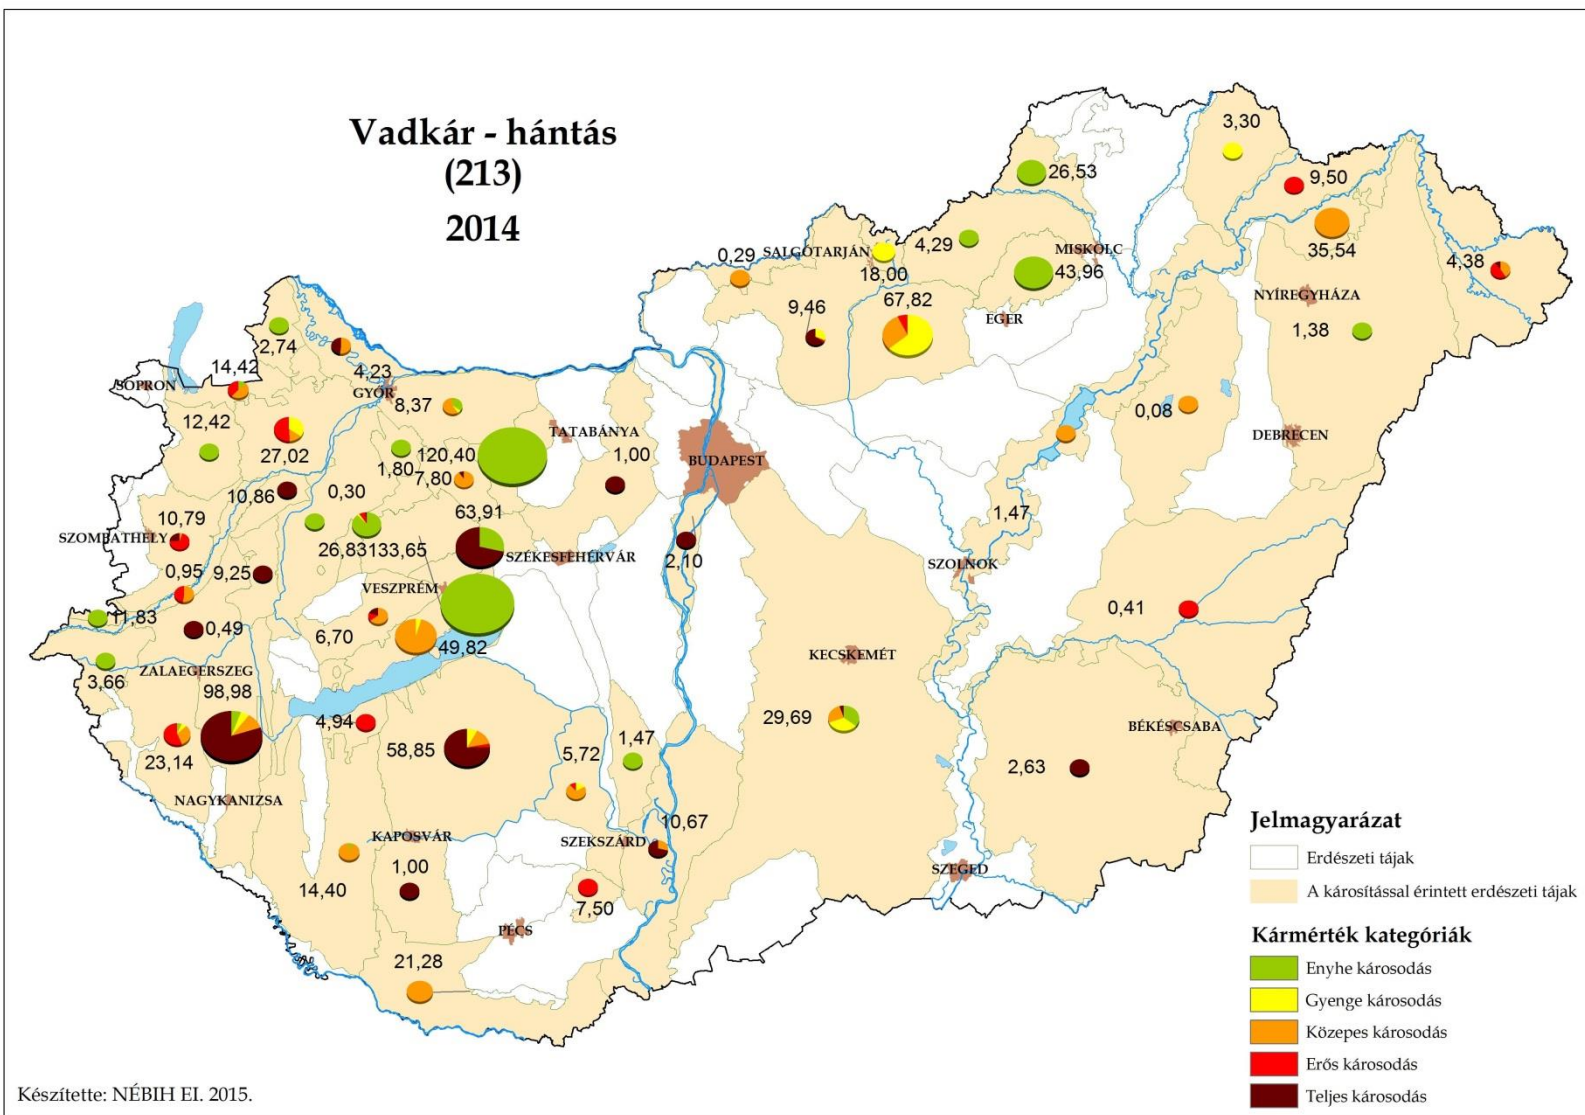 Vadkár - hántás
(213)
2014
3,30
26,53
9,50
0,29
SALGÓTARJÁN
4,29
MISKOLC
18,00
43,96
35,54
4,38
9,46
67,82
EGER
NYÍREGYHÁZA
1,38
2,74
14,42
4,23
SOPRON
GYŐR
8,37
0,08
12,42
27,02
TATABÁNYA
DEBRECEN
1,80
120,40
1,00
BUDAPEST
7,80
10,86
0,30
10,79
63,91
1,47
SZOMBATHELY
26,83
133,65
SZÉKESFEHÉRVÁR
2,10
SZOLNOK
0,95
9,25
VESZPRÉM
11,83
0,49
6,70
49,82
0,41
KECSKEMÉT
ZALAEGERSZEG
3,66
98,98
4,94
58,85
29,69
BÉKÉSCSABA
23,14
5,72
1,47
2,63
NAGYKANIZSA
10,67
KAPOSVÁR
SZEKSZÁRD
1,00
SZEGED
14,40
7,50
PÉCS
21,28
Jelmagyarázat
Erdészeti tájak
A károsítással érintett erdészeti tájak
Kármérték kategóriák
Enyhe károsodás
Gyenge károsodás
Közepes károsodás
Erős károsodás
Teljes károsodás
Készítette: NÉBIH EI. 2015.